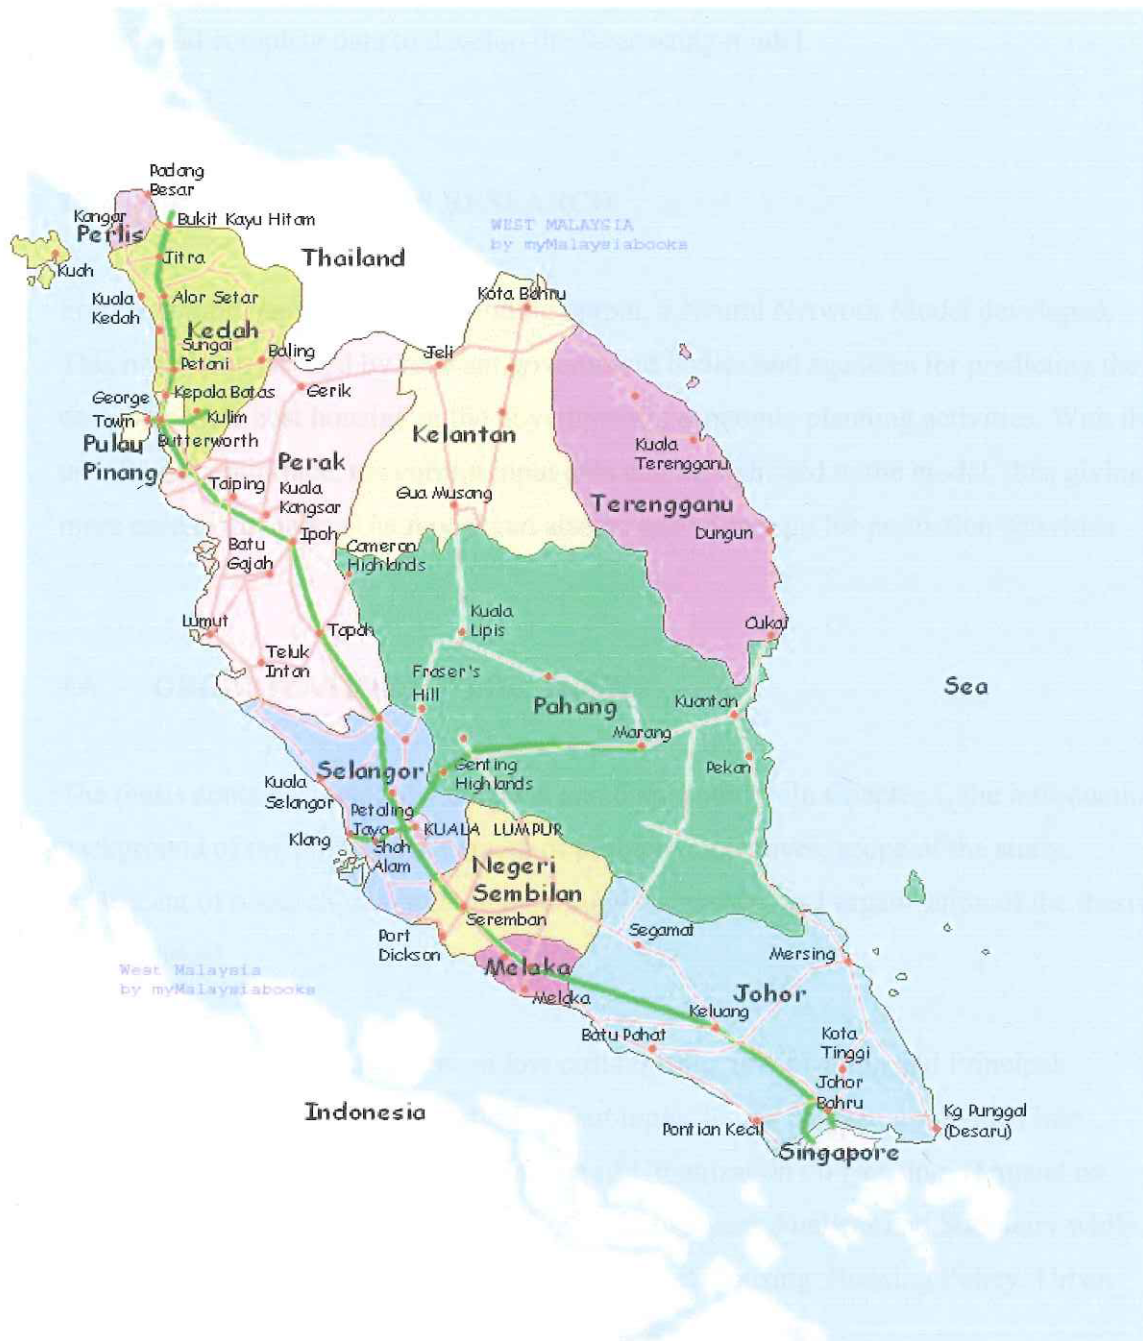 Padang
Besar
Kangar
Bukit Kayu Hitam
Perlis
WEST MALAYSIA
by myMalaysiabooks
Kuah
Jitra
Thailand
Kuala
Kedah
Alor Setar
Kota Bahru
Kedah
Sungai
Petani
Baling
Jeli
Gerik
George
Town
Kepala Batas
Kulim
Butterworth
Kelantan
Kuala
Terengganu
Pulau
Pinang
Perak
Taiping
Kuala
Kangsar
Gua Musang
Terengganu
Ipoh
Dungun
Batu
Gajah
Cameron
Highlands
Lumut
Tapah
Kuala
Lipis
Cukai
Teluk
Intan
Fraser's
Hill
Sea
Pahang
Kuantan
Marang
Selangor
Genting
Highlands
Pekan
Kuala
Selangor
Petaling
Jaya
Klang
Shah
Alam
KUALA LUMPUR
Negeri
Sembilan
Seremban
Port
Dickson
Segamat
Mersing
West Malaysia
by myMalaysiabooks
Melaka
Melaka
Johor
Keluang
Batu Pahat
Kota
Tinggi
Johor
Bahru
Indonesia
Pontian Kecil
Kg Punggal
(Desaru)
Singapore